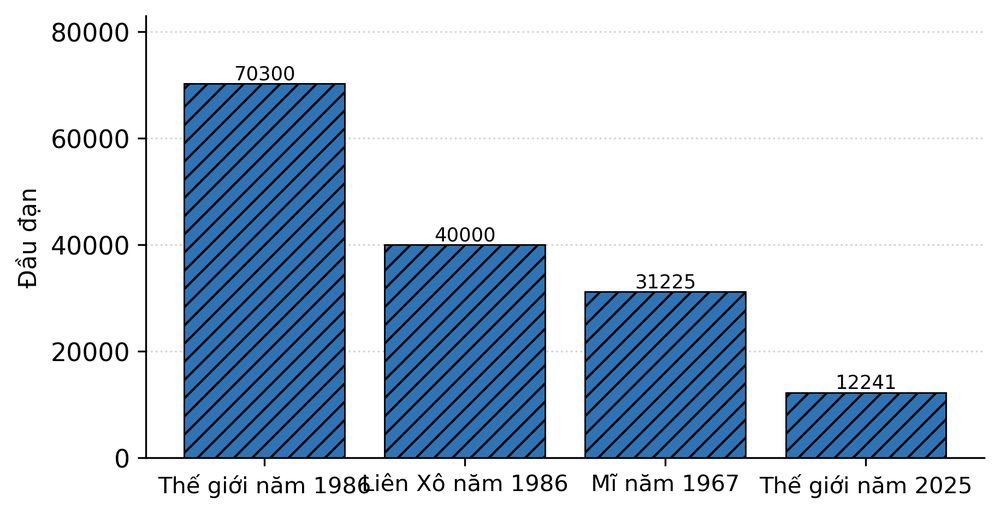 80000
60000
40000
20000
0
Đầu đạn
70300
40000
31225
12241
Thế giới năm 1986
Liên Xô năm 1986
Mĩ năm 1967
Thế giới năm 2025